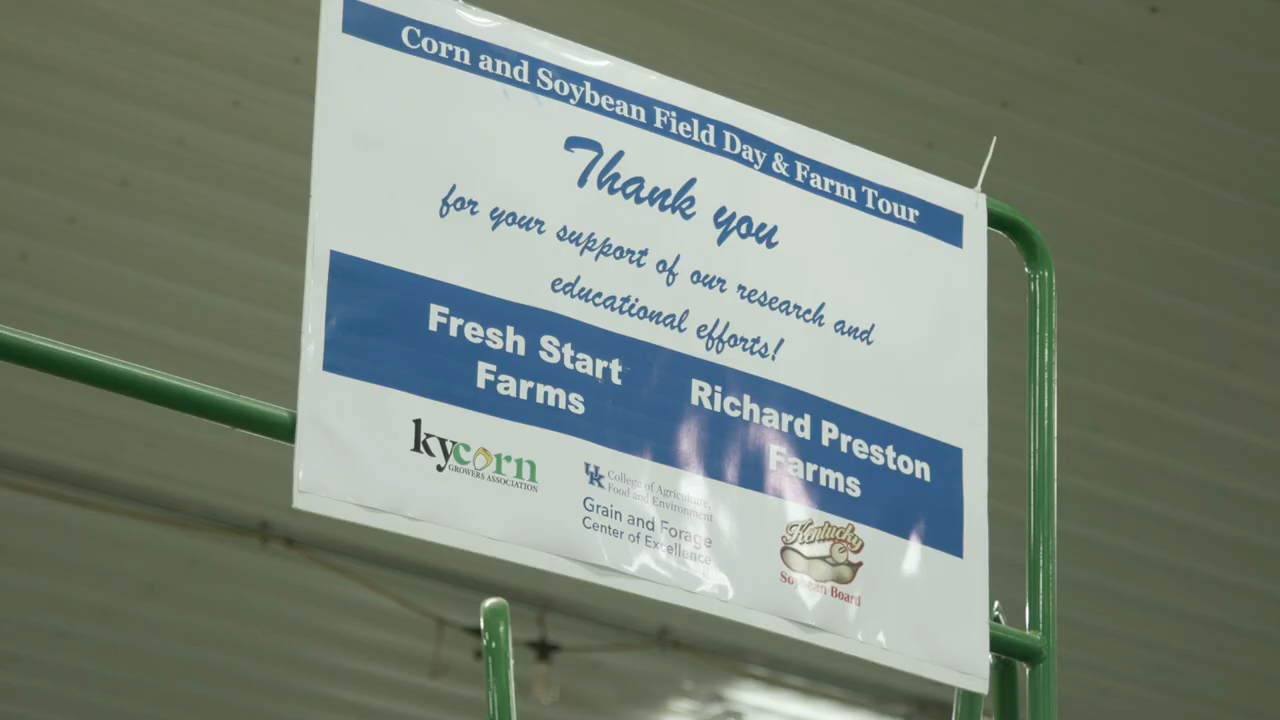 Corn and Soybean Field Day & Farm Tour
Thank you
for your support of our research and
educational efforts!
Fresh Start
Farms
Richard Preston
Farms
kycorn
GROWERS ASSOCIATION
UK College of Agriculture,
Food and Environment
Grain and Forage
Center of Excellence
Kentucky
Soybean Board